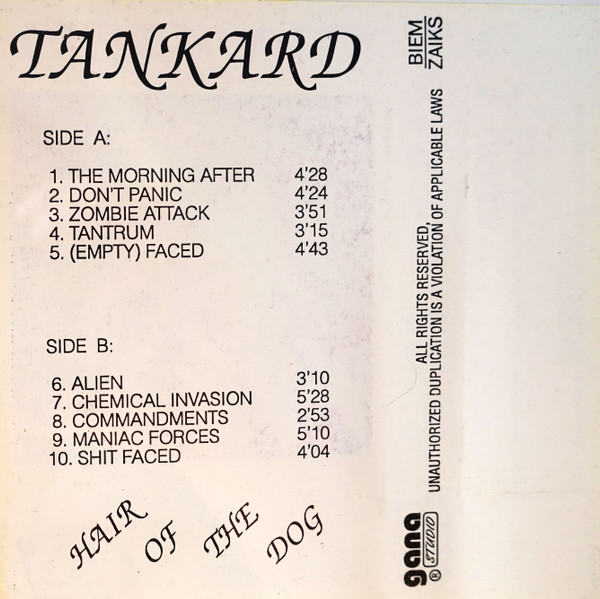 TANKARD
SIDE A:
1. THE MORNING AFTER 4'28
2. DON'T PANIC 4'24
3. ZOMBIE ATTACK 3'51
4. TANTRUM 3'15
5. (EMPTY) FACED 4'43
SIDE B:
6. ALIEN 3'10
7. CHEMICAL INVASION 5'28
8. COMMANDMENTS 2'53
9. MANIAC FORCES 5'10
10. SHIT FACED 4'04
HAIR OF THE DOG
BIEM
ZAIKS
ALL RIGHTS RESERVED,
UNAUTHORIZED DUPLICATION IS A VIOLATION OF APPLICABLE LAWS
gana
® STUDIO